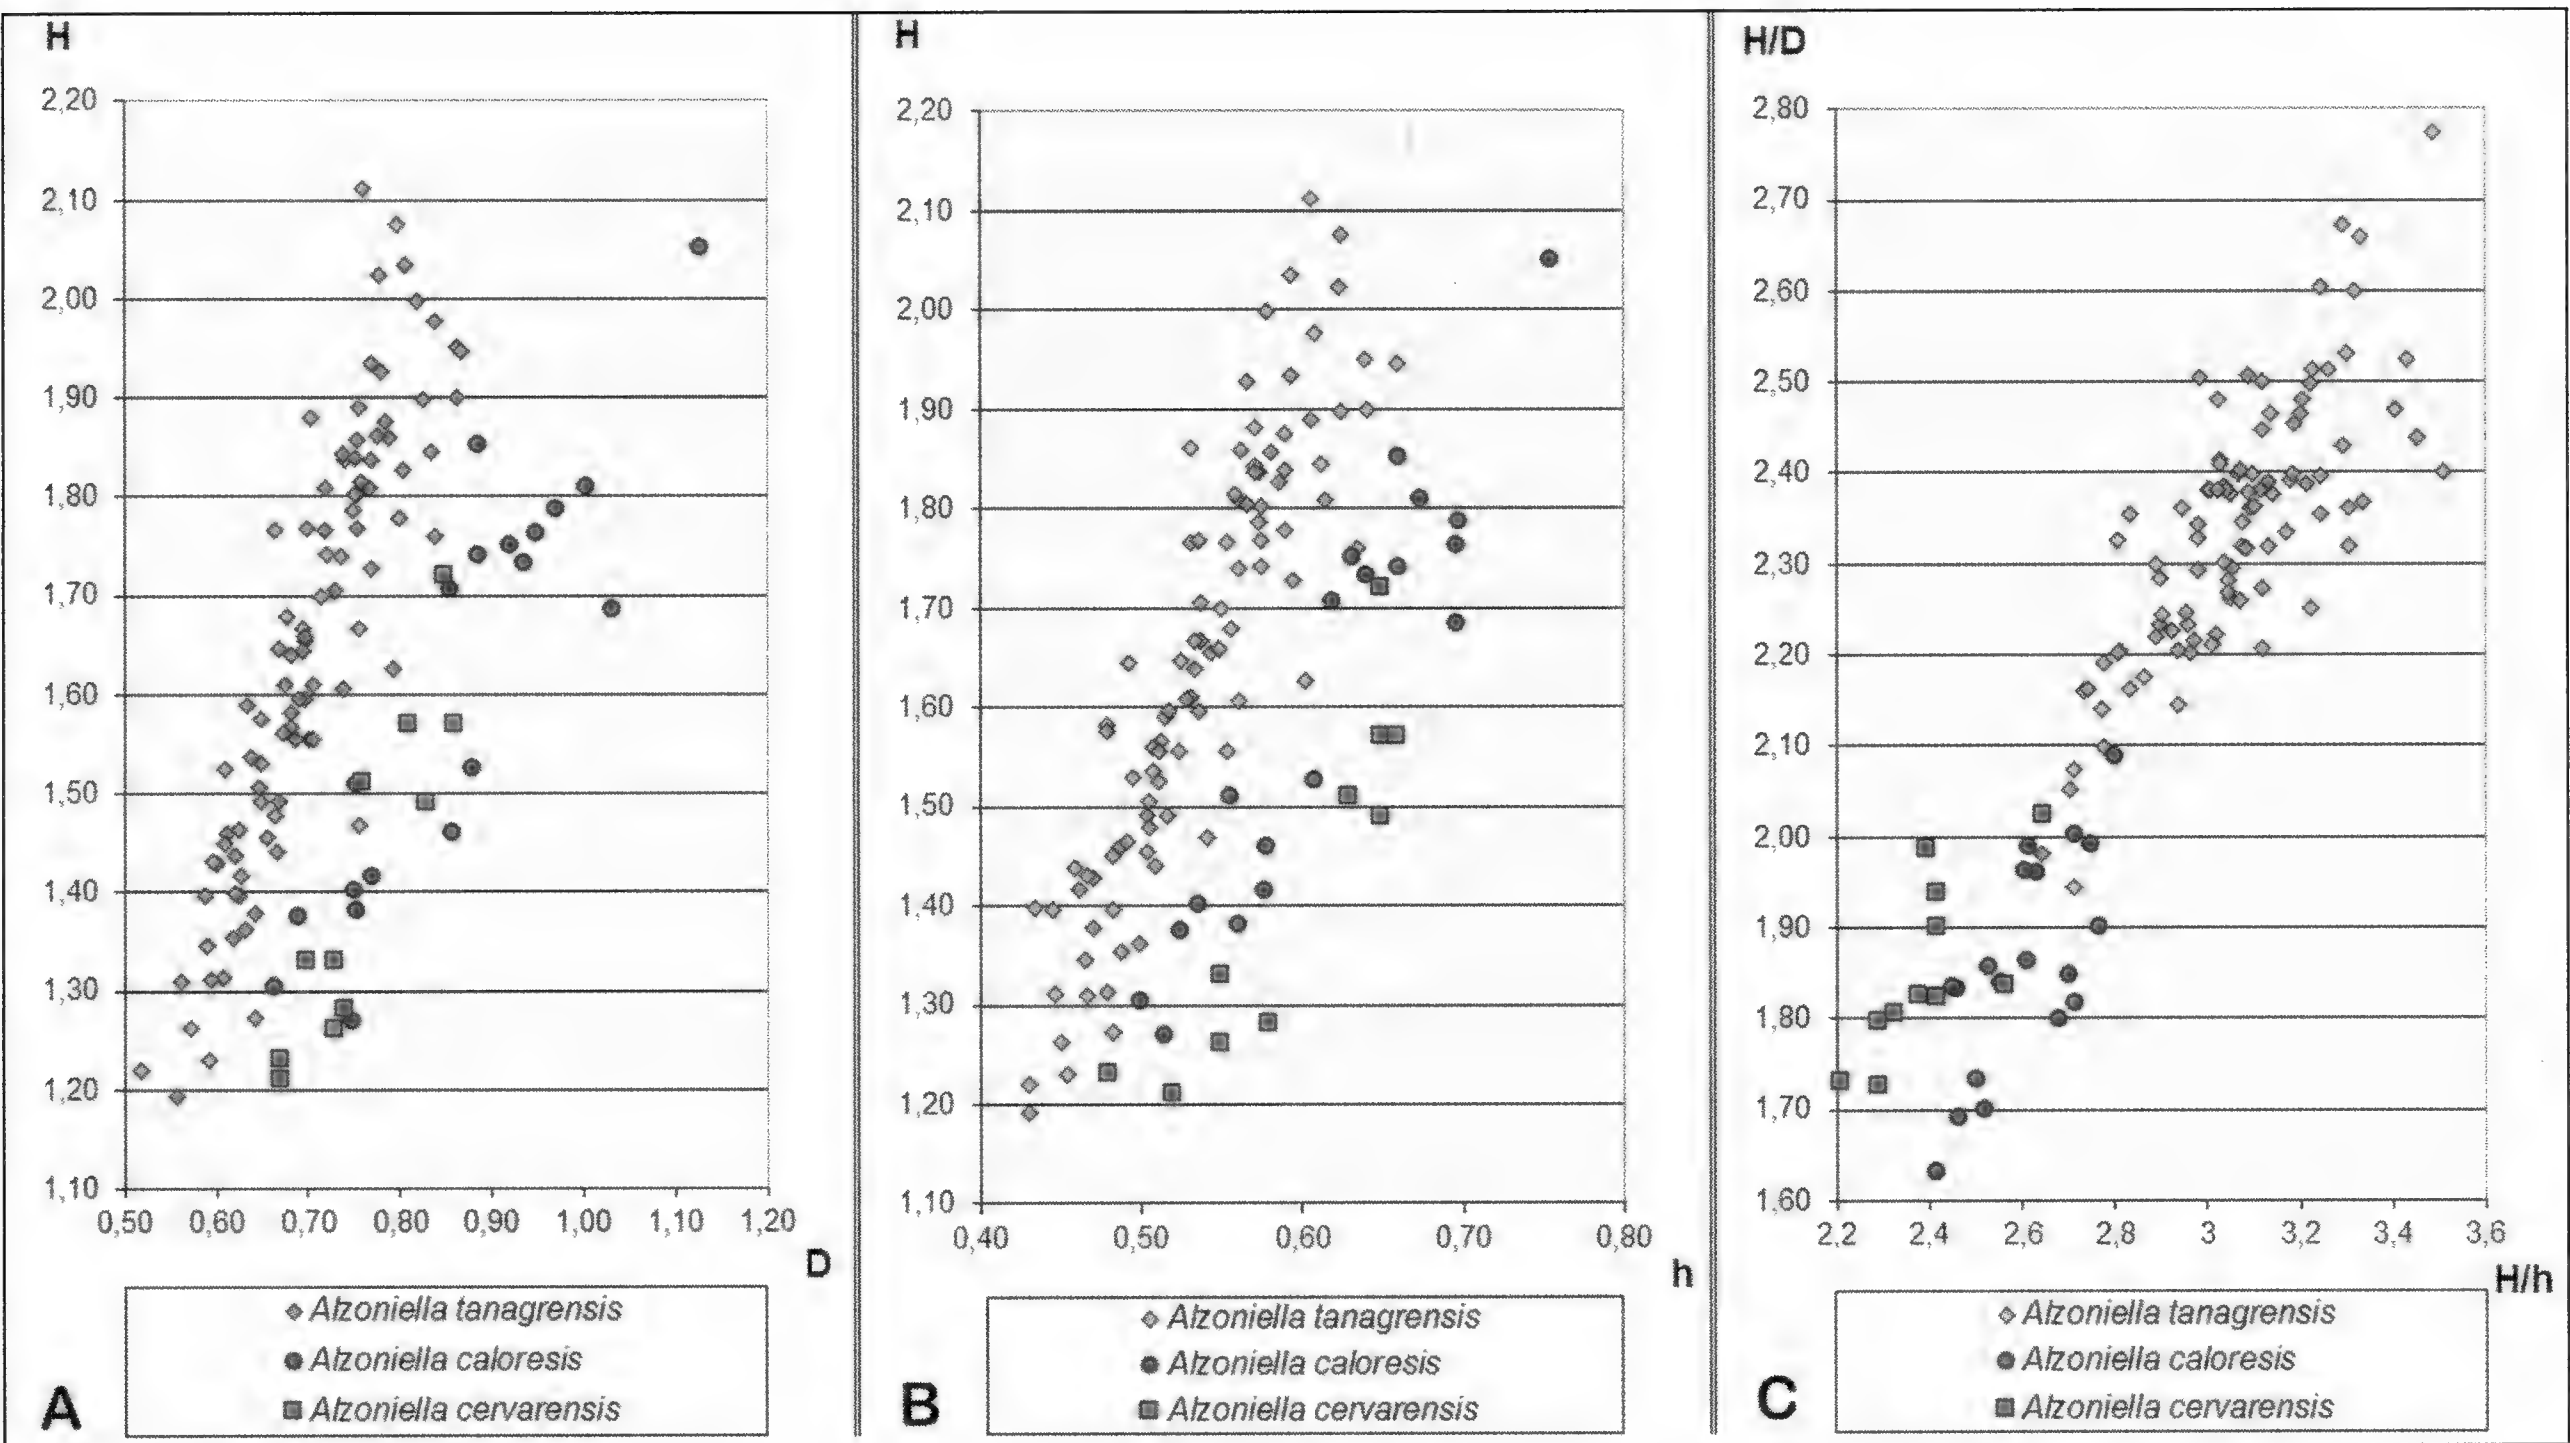 H
2,20
2,10
2,00
1,90
1,80
1,70
1,60
1,50
1,40
1,30
1,20
1,10
0,50 0,60 0,70 0,80 0,90 1,00 1,10 1,20
D
Alzoniella tanagrensis
Alzoniella caloresis
Alzoniella cervarensis
A
H
2,20
2,10
2,00
1,90
1,80
1,70
1,60
1,50
1,40
1,30
1,20
1,10
0,40 0,50 0,60 0,70 0,80
h
Alzoniella tanagrensis
Alzoniella caloresis
Alzoniella cervarensis
B
H/D
2,80
2,70
2,60
2,50
2,40
2,30
2,20
2,10
2,00
1,90
1,80
1,70
1,60
2,2 2,4 2,6 2,8 3 3,2 3,4 3,6
H/h
Alzoniella tanagrensis
Alzoniella caloresis
Alzoniella cervarensis
C